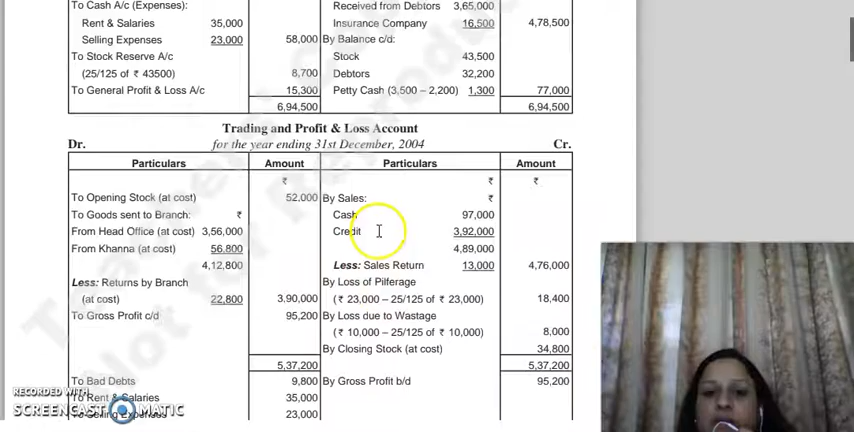 To Cash A/c (Expenses): Received from Debtors 3,65,000
Rent & Salaries 35,000 Insurance Company 16,500 4,78,500
Selling Expenses 23,000 58,000 By Balance c/d:
To Stock Reserve A/c Stock 43,500
(25/125 of ₹ 43500) 8,700 Debtors 32,200
To General Profit & Loss A/c 15,300 Petty Cash (3,500 – 2,200) 1,300 77,000
6,94,500 6,94,500
Trading and Profit & Loss Account
Dr. for the year ending 31st December, 2004 Cr.
Particulars Amount Particulars Amount
₹ ₹ ₹
To Opening Stock (at cost) 52,000 By Sales: ₹
To Goods sent to Branch: ₹ Cash 97,000
From Head Office (at cost) 3,56,000 Credit 3,92,000
From Khanna (at cost) 56,800 4,89,000
4,12,800 Less: Sales Return 13,000 4,76,000
Less: Returns by Branch By Loss of Pilferage
(at cost) 22,800 3,90,000 (₹ 23,000 – 25/125 of ₹ 23,000) 18,400
To Gross Profit c/d 95,200 By Loss due to Wastage
(₹ 10,000 – 25/125 of ₹ 10,000) 8,000
By Closing Stock (at cost) 34,800
5,37,200 5,37,200
To Bad Debts 9,800 By Gross Profit b/d 95,200
To Rent & Salaries 35,000
To Selling Expenses 23,000
RECORDED WITH
SCREENCAST MATIC